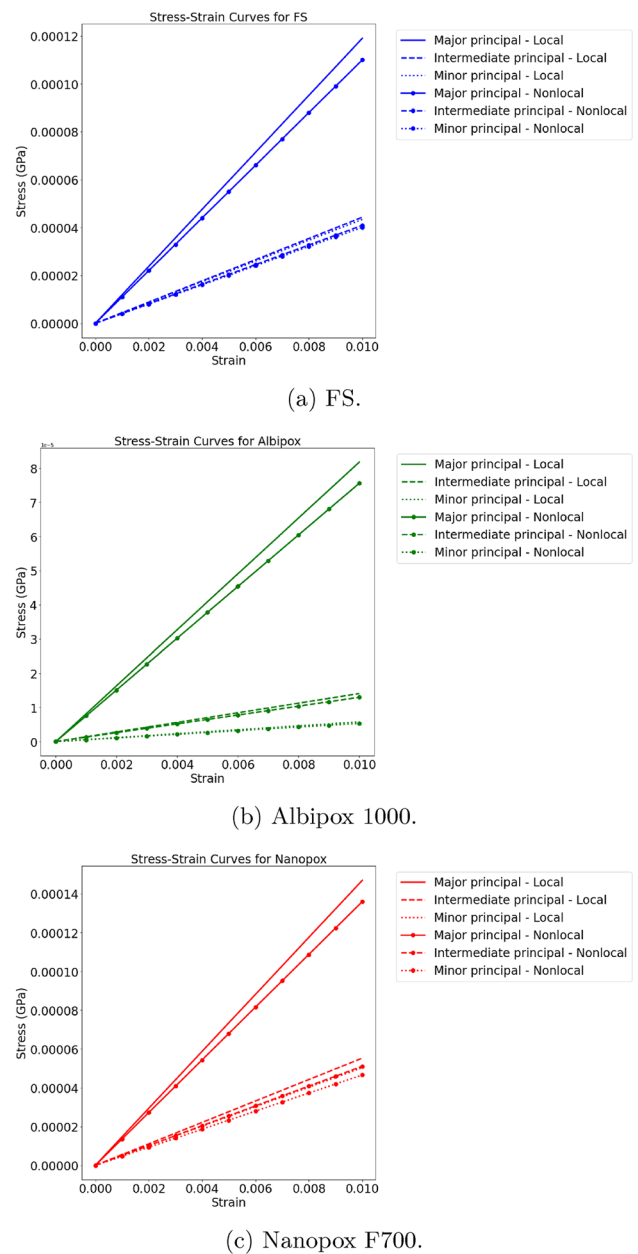 Stress-Strain Curves for FS
0.00012
0.00010
0.00008
0.00006
0.00004
0.00002
0.00000
Stress (GPa)
0.000 0.002 0.004 0.006 0.008 0.010
Strain
Major principal - Local
Intermediate principal - Local
Minor principal - Local
Major principal - Nonlocal
Intermediate principal - Nonlocal
Minor principal - Nonlocal
(a) FS.
Stress-Strain Curves for Albipox
1e-5
8
7
6
5
4
3
2
1
0
Stress (GPa)
0.000 0.002 0.004 0.006 0.008 0.010
Strain
Major principal - Local
Intermediate principal - Local
Minor principal - Local
Major principal - Nonlocal
Intermediate principal - Nonlocal
Minor principal - Nonlocal
(b) Albipox 1000.
Stress-Strain Curves for Nanopox
0.00014
0.00012
0.00010
0.00008
0.00006
0.00004
0.00002
0.00000
Stress (GPa)
0.000 0.002 0.004 0.006 0.008 0.010
Strain
Major principal - Local
Intermediate principal - Local
Minor principal - Local
Major principal - Nonlocal
Intermediate principal - Nonlocal
Minor principal - Nonlocal
(c) Nanopox F700.